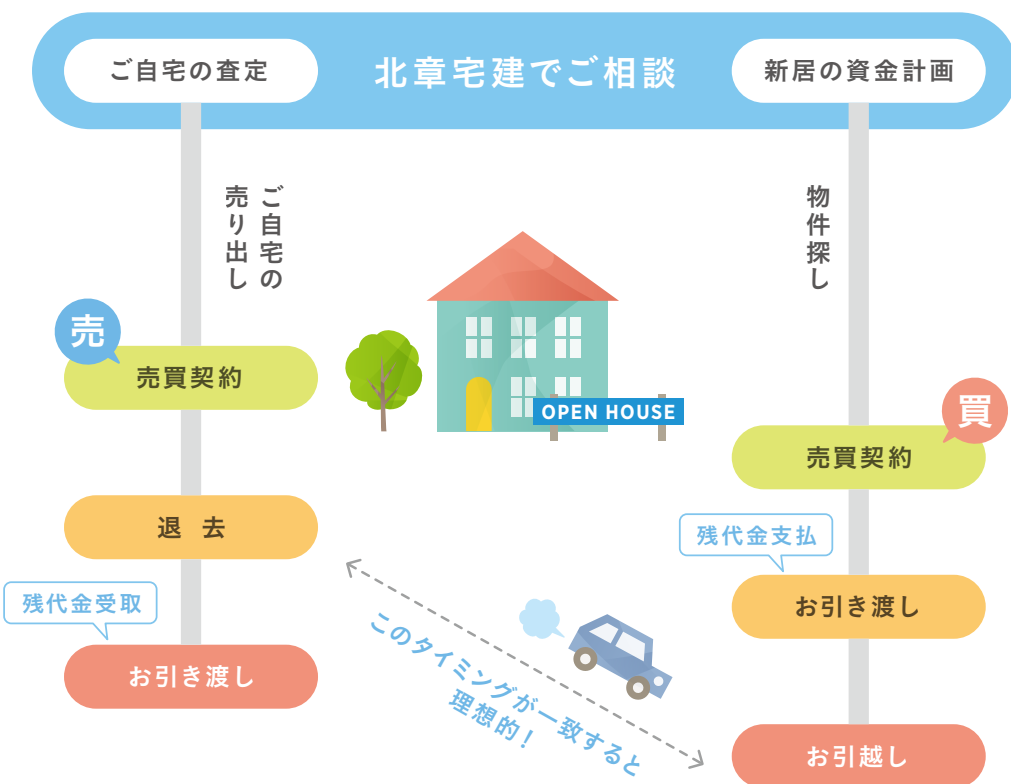 ご自宅の査定
北章宅建でご相談
新居の資金計画
ご自宅の
売り出し
物件探し
売
売買契約
OPEN HOUSE
買
売買契約
退 去
残代金支払
残代金受取
お引き渡し
お引き渡し
このタイミングが一致すると
理想的！
お引越し